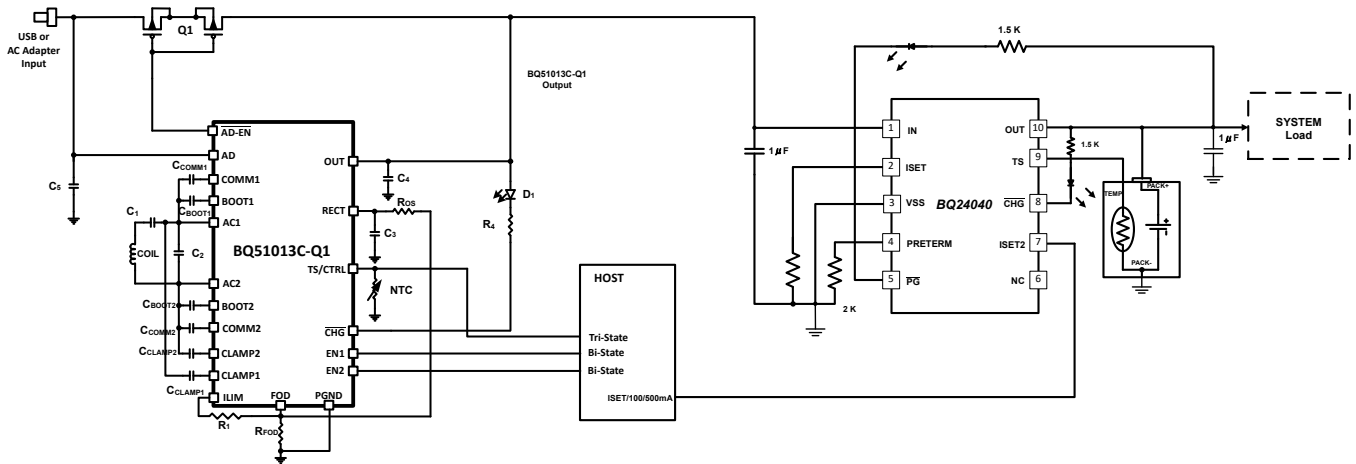 USB or
AC Adapter
Input
Q1
BQ51013C-Q1
Output
1.5 K
AD-EN
AD
COMM1
BOOT1
AC1
AC2
BOOT2
COMM2
CLAMP2
CLAMP1
ILIM
FOD
PGND
OUT
RECT
TS/CTRL
CHG
EN1
EN2
BQ51013C-Q1
C5
CCOMM1
CBOOT1
C1
COIL
C2
CBOOT2
CCOMM2
CCLAMP2
CCLAMP1
R1
RFOD
C4
ROS
C3
NTC
D1
R4
HOST
Tri-State
Bi-State
Bi-State
ISET/100/500mA
1 µF
1 IN
2 ISET
3 VSS
4 PRETERM
5 PG
2 K
BQ24040
OUT 10
TS 9
CHG 8
ISET2 7
NC 6
1.5 K
TEMP
PACK+
PACK-
1 µF
SYSTEM
Load